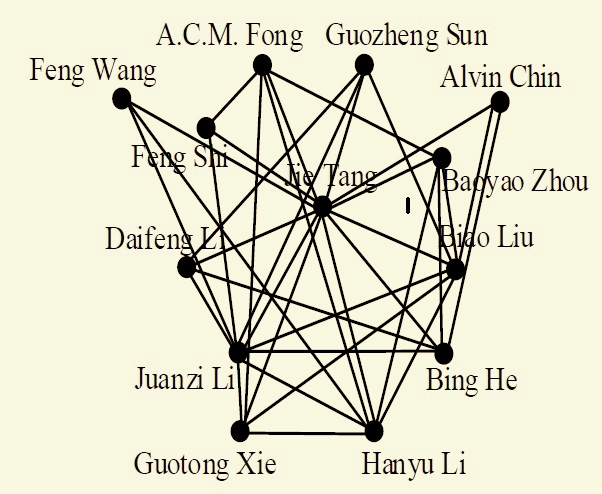 A.C.M. Fong
Guozheng Sun
Feng Wang
Alvin Chin
Feng Shi
Jie Tang
Baoyao Zhou
Daifeng Li
Biao Liu
Juanzi Li
Bing He
Guotong Xie
Hanyu Li